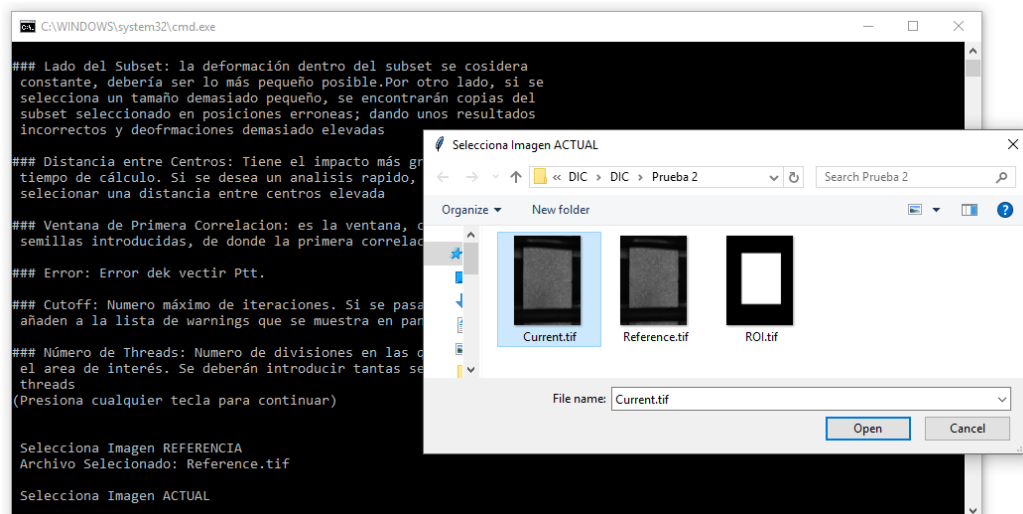 C:\WINDOWS\system32\cmd.exe
### Lado del Subset: la deformación dentro del subset se cosidera
constante, debería ser lo más pequeño posible.Por otro lado, si se
selecciona un tamaño demasiado pequeño, se encontrarán copias del
subset seleccionado en posiciones erroneas; dando unos resultados
incorrectos y deofrmaciones demasiado elevadas
### Distancia entre Centros: Tiene el impacto más gr
tiempo de cálculo. Si se desea un analisis rapido,
selecionar una distancia entre centros elevada
### Ventana de Primera Correlacion: es la ventana, c
semillas introducidas, de donde la primera correlac
### Error: Error dek vectir Ptt.
### Cutoff: Numero máximo de iteraciones. Si se pasa
añaden a la lista de warnings que se muestra en pan
### Número de Threads: Numero de divisiones en las q
el area de interés. Se deberán introducir tantas se
threads
(Presiona cualquier tecla para continuar)
Selecciona Imagen REFERENCIA
Archivo Selecionado: Reference.tif
Selecciona Imagen ACTUAL
Selecciona Imagen ACTUAL
« DIC > DIC > Prueba 2
Search Prueba 2
Organize
New folder
Current.tif
Reference.tif
ROI.tif
File name: Current.tif
Open
Cancel